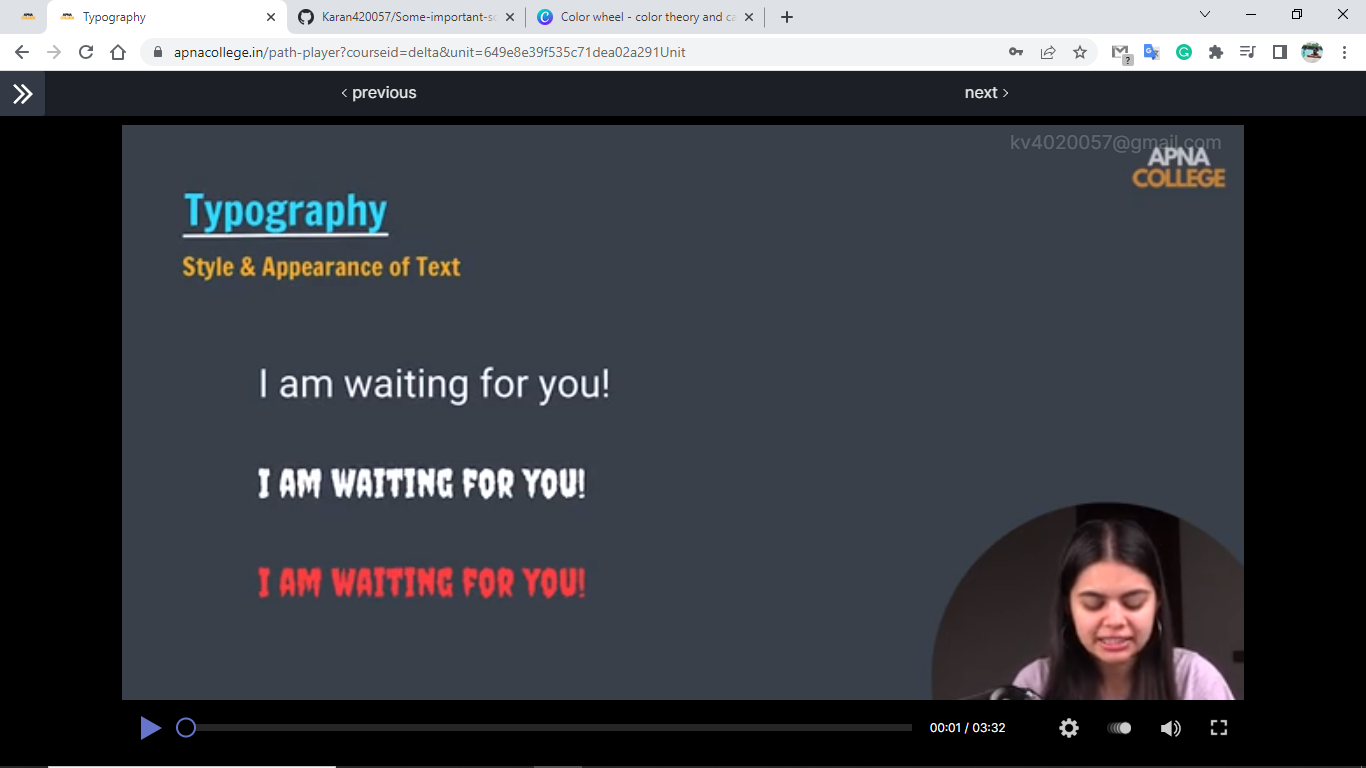 Typography
Karan420057/Some-important-sc
Color wheel - color theory and ca
apnacollege.in/path-player?courseid=delta&unit=649e8e39f535c71dea02a291Unit
‹ previous
next ›
kv4020057@gmail.com
APNA
COLLEGE
Typography
Style & Appearance of Text
I am waiting for you!
I AM WAITING FOR YOU!
I AM WAITING FOR YOU!
00:01 / 03:32